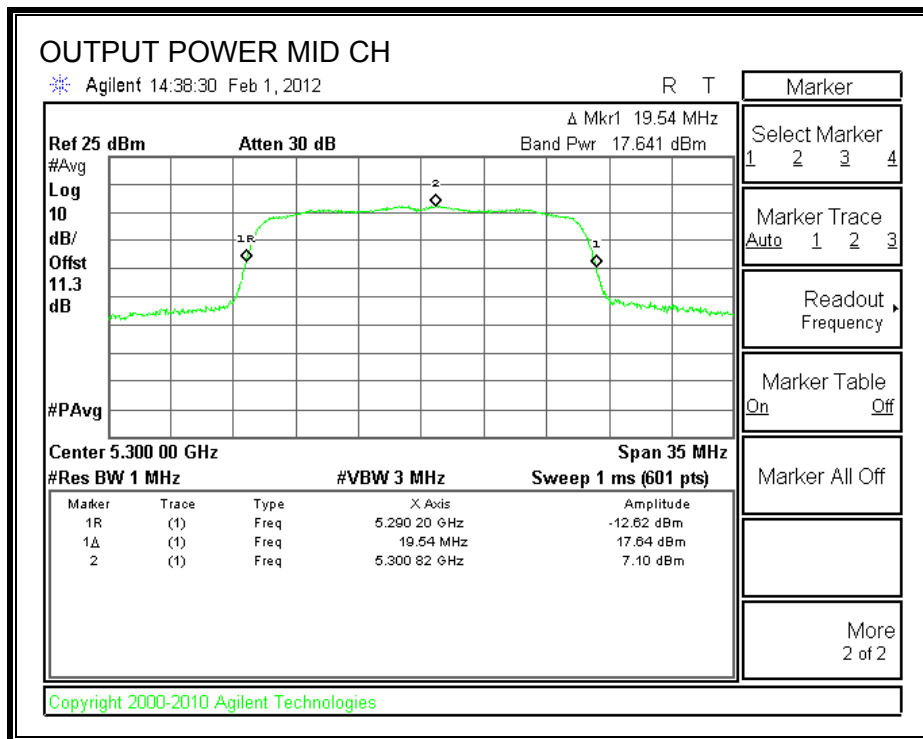 OUTPUT POWER MID CH
Agilent 14:38:30 Feb 1, 2012 R T
Δ Mkr1 19.54 MHz
Ref 25 dBm Atten 30 dB Band Pwr 17.641 dBm
#Avg
Log
10
dB/
Offst
11.3
dB
2
1R
1
#PAvg
Center 5.300 00 GHz Span 35 MHz
#Res BW 1 MHz #VBW 3 MHz Sweep 1 ms (601 pts)
Marker Trace Type X Axis Amplitude
1R (1) Freq 5.290 20 GHz -12.62 dBm
1Δ (1) Freq 19.54 MHz 17.64 dBm
2 (1) Freq 5.300 82 GHz 7.10 dBm
Marker
Select Marker
1 2 3 4
Marker Trace
Auto 1 2 3
Readout
Frequency
Marker Table
On Off
Marker All Off
More
2 of 2
Copyright 2000-2010 Agilent Technologies